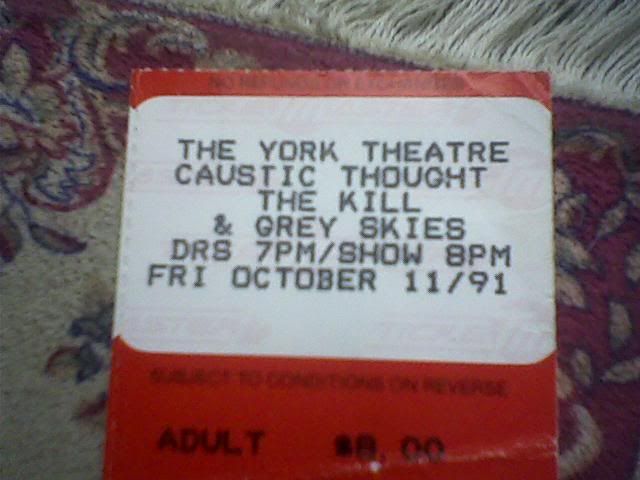 THE YORK THEATRE
CAUSTIC THOUGHT
THE KILL
& GREY SKIES
DRS 7PM/SHOW 8PM
FRI OCTOBER 11/91
SUBJECT TO CONDITIONS ON REVERSE
ADULT $8.00